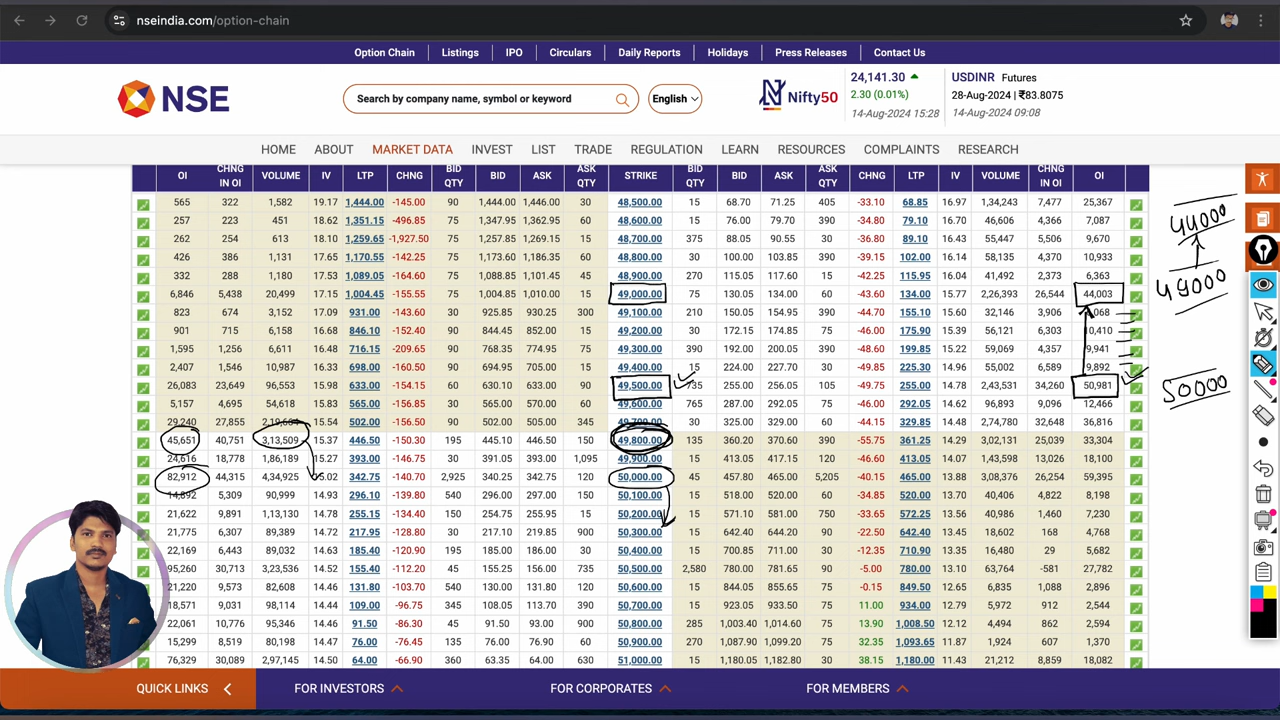 nseindia.com/option-chain
Option Chain Listings IPO Circulars Daily Reports Holidays Press Releases Contact Us
NSE
Search by company name, symbol or keyword
English
Nifty50
24,141.30
2.30 (0.01%)
14-Aug-2024 15:28
USDINR Futures
28-Aug-2024 | ₹83.8075
14-Aug-2024 09:08
HOME ABOUT MARKET DATA INVEST LIST TRADE REGULATION LEARN RESOURCES COMPLAINTS RESEARCH
OI CHNG IN OI VOLUME IV LTP CHNG BID QTY BID ASK ASK QTY STRIKE BID QTY BID ASK ASK QTY CHNG LTP IV VOLUME CHNG IN OI OI
565 322 1,582 19.17 1,444.00 -145.00 90 1,444.00 1,446.00 30 48,500.00 15 68.70 71.25 405 -33.10 68.85 16.97 1,34,243 7,477 25,367
257 223 451 18.62 1,351.15 -496.85 90 1,347.95 1,362.95 60 48,600.00 15 76.00 79.70 390 -34.80 79.10 16.70 46,606 4,366 7,087
262 254 613 18.10 1,259.65 -1,927.50 75 1,257.85 1,269.15 15 48,700.00 375 88.05 90.55 30 -36.80 89.10 16.43 55,447 5,506 9,670
426 386 1,131 17.65 1,170.55 -142.25 75 1,173.60 1,186.35 60 48,800.00 30 100.00 103.85 390 -39.15 102.00 16.14 58,135 4,370 10,933
332 288 1,180 17.53 1,089.05 -164.60 75 1,088.85 1,101.45 45 48,900.00 270 115.05 117.60 15 -42.25 115.95 16.04 41,492 2,373 6,363
6,846 5,438 20,499 17.15 1,004.45 -155.55 75 1,004.85 1,010.00 15 49,000.00 75 130.05 134.00 60 -43.60 134.00 15.77 2,26,393 26,544 44,003
823 674 3,152 17.09 931.00 -143.60 90 925.85 930.25 300 49,100.00 210 150.05 154.95 390 -44.70 155.10 15.60 32,146 3,906
901 715 6,158 16.68 846.10 -152.40 90 844.45 852.00 15 49,200.00 30 172.15 174.85 75 -46.00 175.90 15.39 56,121 6,303 10,410
1,595 1,256 6,611 16.48 716.15 -209.65 90 768.35 774.95 15 49,300.00 390 192.00 200.05 390 -48.60 199.85 15.22 59,069 4,357 9,941
2,407 1,546 10,987 16.33 698.00 -160.50 90 694.95 705.00 15 49,400.00 15 224.00 227.70 30 -49.85 225.30 14.96 55,002 6,589 9,892
26,083 23,649 96,553 15.98 633.00 -154.15 60 630.10 633.00 90 49,500.00 255.00 256.05 105 -49.75 255.00 14.78 2,43,531 34,260 50,981
5,157 4,695 54,618 15.83 565.00 -156.85 30 565.00 570.00 60 49,600.00 765 287.00 292.05 75 -46.00 292.05 14.62 96,893 9,096 12,466
29,240 27,855 15.54 502.00 -156.50 90 502.00 505.00 345 49,700.00 30 325.00 329.00 60 -44.15 329.85 14.48 2,74,780 32,648 36,816
45,651 40,751 3,13,509 15.37 446.50 -150.30 195 445.10 446.50 150 49,800.00 135 360.20 370.60 390 -55.75 361.25 14.29 3,02,131 25,039 33,304
24,616 18,778 1,86,189 15.27 393.00 -146.75 30 391.05 393.00 1,095 49,900.00 15 413.05 417.15 120 -46.60 413.05 14.07 1,43,598 13,026 18,100
82,912 44,315 4,34,925 15.02 342.75 -140.70 2,925 340.25 342.75 120 50,000.00 45 457.80 465.00 5,205 -40.15 465.00 13.88 3,08,376 26,254 59,395
14,892 5,309 90,999 14.93 296.10 -139.80 540 296.00 297.00 150 50,100.00 15 518.00 520.00 60 -34.85 520.00 13.70 40,406 4,822 8,198
21,622 9,891 1,13,130 14.78 255.15 -134.40 150 254.75 255.95 15 50,200.00 15 571.10 581.00 750 -33.65 572.25 13.56 40,986 1,460 7,230
21,775 6,307 89,389 14.72 217.95 -128.80 30 217.10 219.85 900 50,300.00 15 642.40 644.20 90 -22.50 642.40 13.42 18,602 168 4,768
22,169 6,443 89,032 14.63 185.40 -120.90 195 185.00 186.00 30 50,400.00 15 700.85 711.00 30 -12.35 710.90 13.35 16,480 29 5,682
95,260 30,713 3,23,536 14.52 155.40 -112.20 45 155.25 156.00 735 50,500.00 2,580 780.00 781.65 90 -5.00 780.00 13.10 63,764 -581 27,782
21,220 9,573 82,608 14.46 131.80 -103.70 540 130.00 131.80 120 50,600.00 15 844.05 855.65 75 -0.15 849.50 12.65 6,835 1,088 2,896
18,571 9,031 98,114 14.44 109.00 -96.75 345 108.05 113.70 390 50,700.00 15 923.05 933.50 75 11.00 934.00 12.79 5,972 912 2,544
22,061 10,776 95,346 14.46 91.50 -86.30 45 91.50 93.00 900 50,800.00 285 1,003.40 1,014.60 75 13.90 1,008.50 12.12 4,494 862 2,594
15,299 8,519 80,198 14.47 76.00 -76.45 135 76.00 76.90 60 50,900.00 270 1,087.90 1,099.20 75 32.35 1,093.65 11.87 1,924 607 1,370
76,329 30,089 2,97,145 14.50 64.00 -66.90 360 63.35 64.00 630 51,000.00 15 1,180.05 1,182.80 30 38.15 1,180.00 11.43 21,212 8,859 18,082
44000
49000
50000
QUICK LINKS FOR INVESTORS FOR CORPORATES FOR MEMBERS